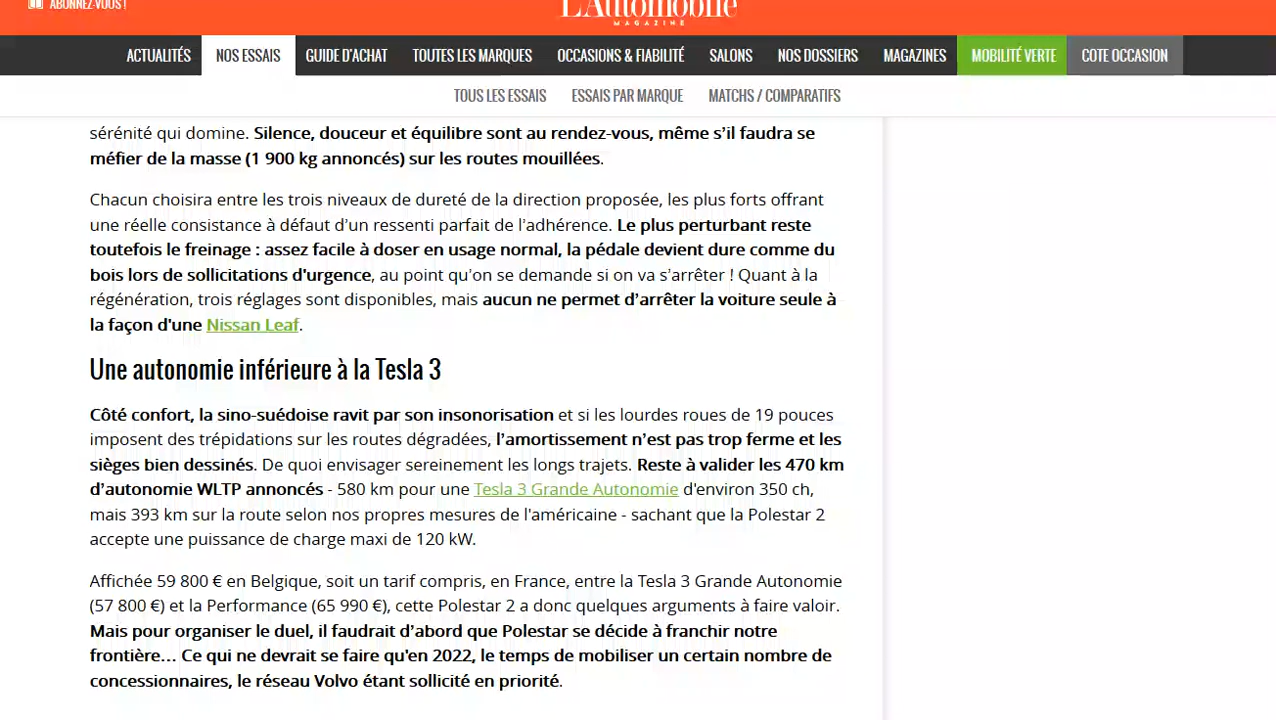 ABONNEZ-VOUS !
L'Automobile
MAGAZINE
ACTUALITÉS NOS ESSAIS GUIDE D'ACHAT TOUTES LES MARQUES OCCASIONS & FIABILITÉ SALONS NOS DOSSIERS MAGAZINES MOBILITÉ VERTE COTE OCCASION
TOUS LES ESSAIS ESSAIS PAR MARQUE MATCHS / COMPARATIFS
sérénité qui domine. Silence, douceur et équilibre sont au rendez-vous, même s’il faudra se
méfier de la masse (1 900 kg annoncés) sur les routes mouillées.
Chacun choisira entre les trois niveaux de dureté de la direction proposée, les plus forts offrant
une réelle consistance à défaut d’un ressenti parfait de l’adhérence. Le plus perturbant reste
toutefois le freinage : assez facile à doser en usage normal, la pédale devient dure comme du
bois lors de sollicitations d'urgence, au point qu’on se demande si on va s’arrêter ! Quant à la
régénération, trois réglages sont disponibles, mais aucun ne permet d’arrêter la voiture seule à
la façon d'une Nissan Leaf.
Une autonomie inférieure à la Tesla 3
Côté confort, la sino-suédoise ravit par son insonorisation et si les lourdes roues de 19 pouces
imposent des trépidations sur les routes dégradées, l’amortissement n’est pas trop ferme et les
sièges bien dessinés. De quoi envisager sereinement les longs trajets. Reste à valider les 470 km
d’autonomie WLTP annoncés - 580 km pour une Tesla 3 Grande Autonomie d'environ 350 ch,
mais 393 km sur la route selon nos propres mesures de l'américaine - sachant que la Polestar 2
accepte une puissance de charge maxi de 120 kW.
Affichée 59 800 € en Belgique, soit un tarif compris, en France, entre la Tesla 3 Grande Autonomie
(57 800 €) et la Performance (65 990 €), cette Polestar 2 a donc quelques arguments à faire valoir.
Mais pour organiser le duel, il faudrait d’abord que Polestar se décide à franchir notre
frontière… Ce qui ne devrait se faire qu'en 2022, le temps de mobiliser un certain nombre de
concessionnaires, le réseau Volvo étant sollicité en priorité.